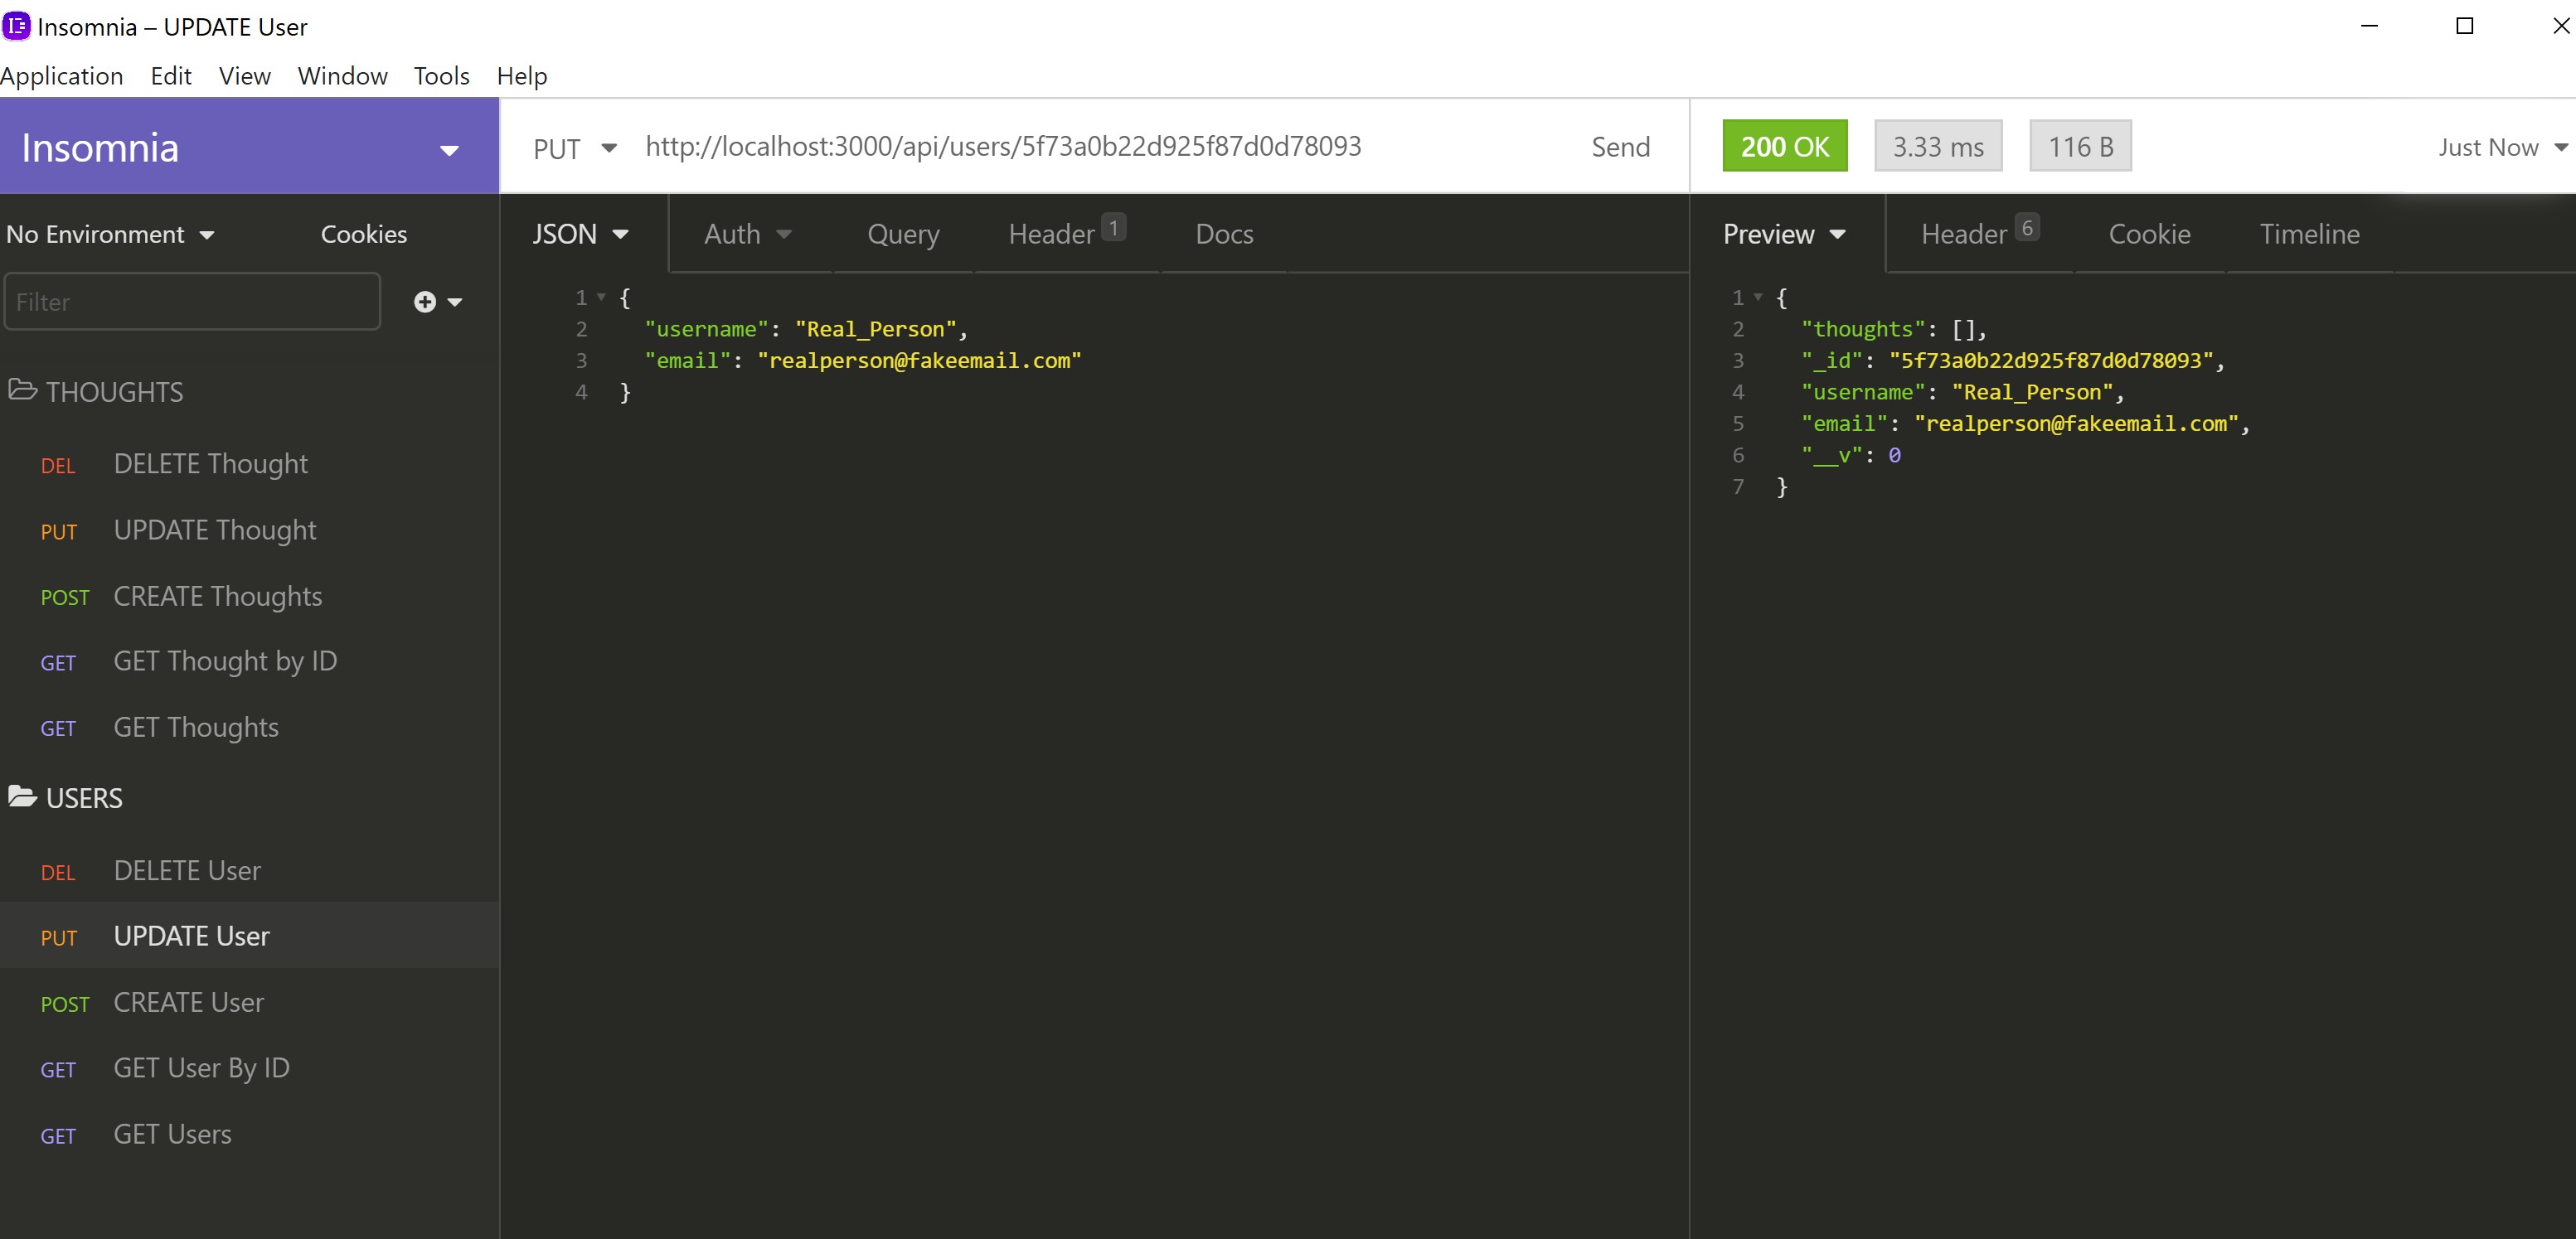 Insomnia – UPDATE User
Application Edit View Window Tools Help
Insomnia
PUT http://localhost:3000/api/users/5f73a0b22d925f87d0d78093 Send
200 OK 3.33 ms 116 B Just Now
No Environment Cookies
Filter
THOUGHTS
DEL DELETE Thought
PUT UPDATE Thought
POST CREATE Thoughts
GET GET Thought by ID
GET GET Thoughts
USERS
DEL DELETE User
PUT UPDATE User
POST CREATE User
GET GET User By ID
GET GET Users
JSON Auth Query Header 1 Docs
1 {
2 "username": "Real_Person",
3 "email": "realperson@fakeemail.com"
4 }
Preview Header 6 Cookie Timeline
1 {
2 "thoughts": [],
3 "_id": "5f73a0b22d925f87d0d78093",
4 "username": "Real_Person",
5 "email": "realperson@fakeemail.com",
6 "__v": 0
7 }